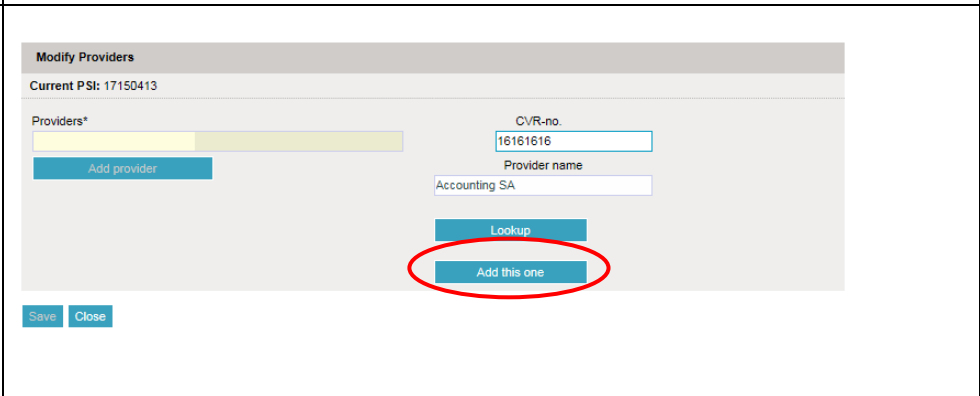 Modify Providers
Current PSI: 17150413
Providers*
CVR-no.
16161616
Add provider
Provider name
Accounting SA
Lookup
Add this one
Save Close